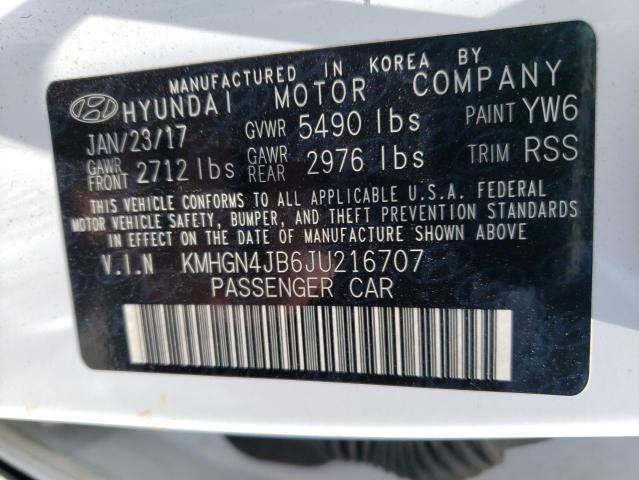 MANUFACTURED IN KOREA BY
HYUNDAI MOTOR COMPANY
JAN/23/17 GVWR 5490 lbs PAINT YW6
GAWR FRONT 2712 lbs GAWR REAR 2976 lbs TRIM RSS
THIS VEHICLE CONFORMS TO ALL APPLICABLE U.S.A. FEDERAL
MOTOR VEHICLE SAFETY, BUMPER, AND THEFT PREVENTION STANDARDS
IN EFFECT ON THE DATE OF MANUFACTURE SHOWN ABOVE
V.I.N KMHGN4JB6JU216707
PASSENGER CAR